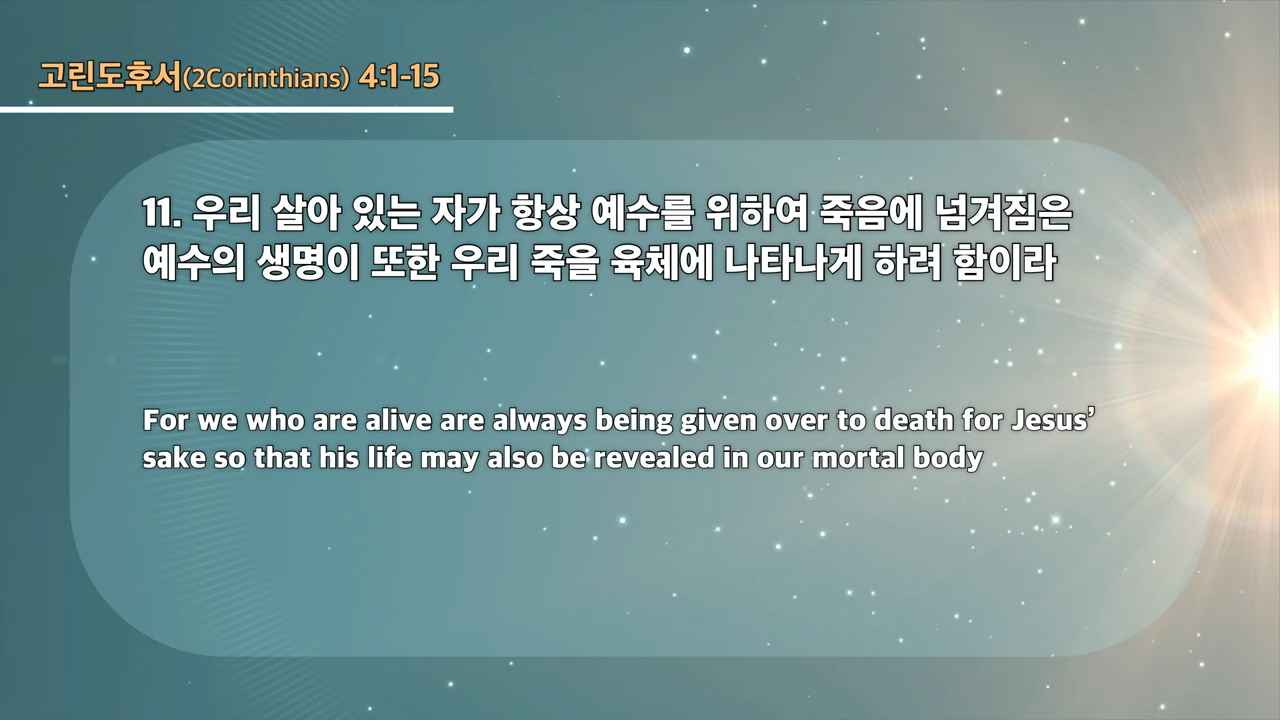 고린도후서(2Corinthians) 4:1-15
11. 우리 살아 있는 자가 항상 예수를 위하여 죽음에 넘겨짐은
예수의 생명이 또한 우리 죽을 육체에 나타나게 하려 함이라
For we who are alive are always being given over to death for Jesus’
sake so that his life may also be revealed in our mortal body